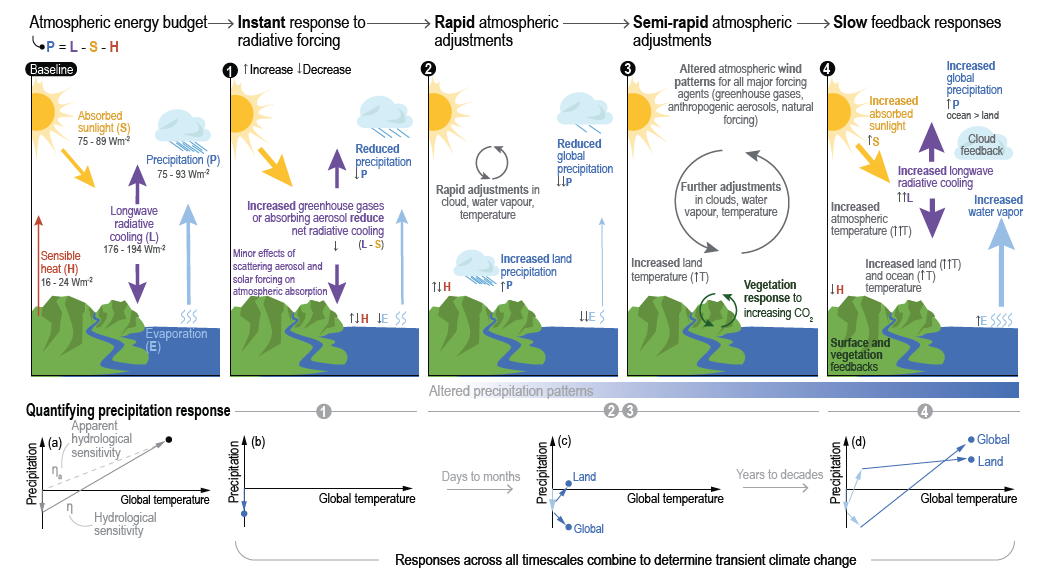 Atmospheric energy budget
P = L - S - H
Instant response to
radiative forcing
Rapid atmospheric
adjustments
Semi-rapid atmospheric
adjustments
Slow feedback responses
Baseline
Absorbed
sunlight (S)
75 - 89 Wm-2
Precipitation (P)
75 - 93 Wm-2
Longwave
radiative
cooling (L)
176 - 194 Wm-2
Sensible
heat (H)
16 - 24 Wm-2
Evaporation
(E)
1
↑Increase ↓Decrease
Reduced
precipitation
↓P
Increased greenhouse gases
or absorbing aerosol reduce
net radiative cooling
↓ (L - S)
Minor effects of
scattering aerosol and
solar forcing on
atmospheric absorption
↑↓H ↓E
2
Reduced
global
precipitation
↓↓P
Rapid adjustments in
cloud, water vapour,
temperature
Increased land
precipitation
↑P
↑↓H
↓↓E
3
Altered atmospheric wind
patterns for all major forcing
agents (greenhouse gases,
anthropogenic aerosols, natural
forcing)
Further adjustments
in clouds, water
vapour, temperature
Increased land
temperature (↑T)
Vegetation
response to
increasing CO2
4
Increased
global
precipitation
↑P
ocean > land
Increased
absorbed
sunlight
↑S
Cloud
feedback
Increased longwave
radiative cooling
↑↑L
Increased
atmospheric
temperature (↑↑T)
Increased
water vapor
Increased land (↑↑T)
and ocean (↑T)
temperature
↓H
↑E
Surface and
vegetation
feedbacks
Altered precipitation patterns
Quantifying precipitation response
1
2 3
4
(a)
Apparent
hydrological
sensitivity
ηa
η
Hydrological
sensitivity
Precipitation
Global temperature
(b)
Precipitation
Global temperature
Days to months
(c)
Land
Global
Precipitation
Global temperature
Years to decades
(d)
Global
Land
Precipitation
Global temperature
Responses across all timescales combine to determine transient climate change